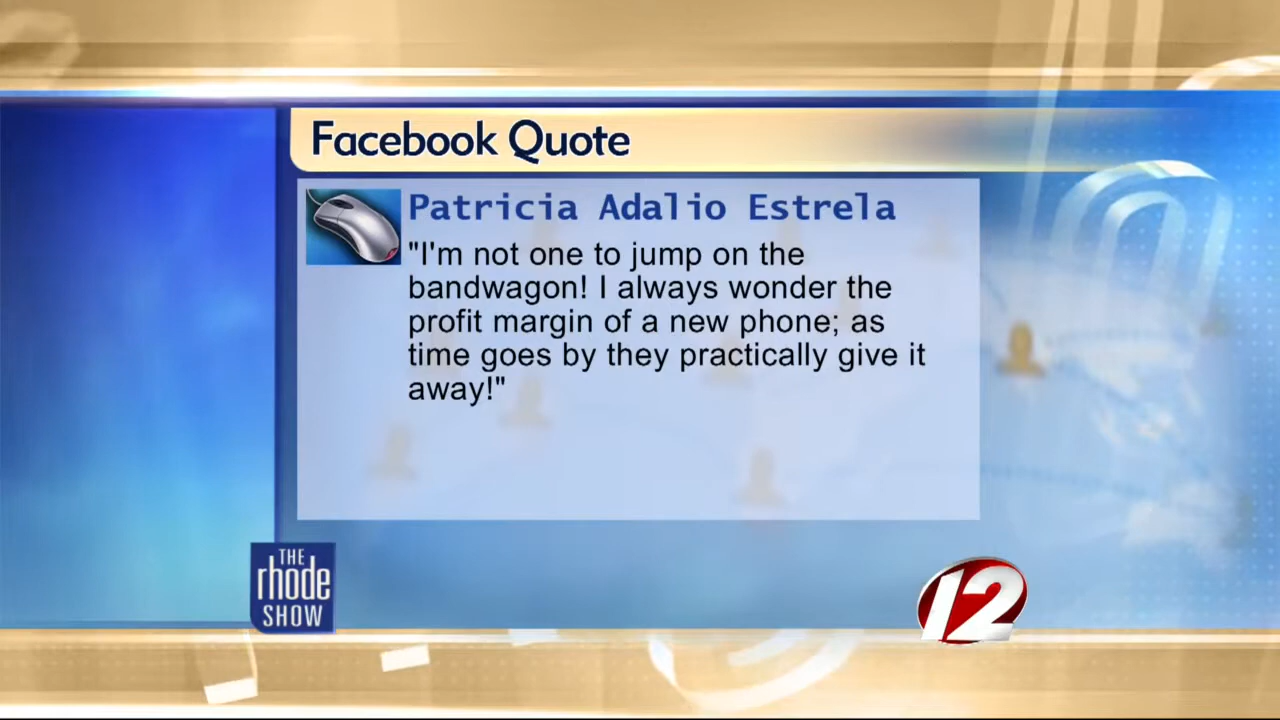 Facebook Quote
Patricia Adalio Estrela
"I'm not one to jump on the
bandwagon! I always wonder the
profit margin of a new phone; as
time goes by they practically give it
away!"
THE
rhode
SHOW
12